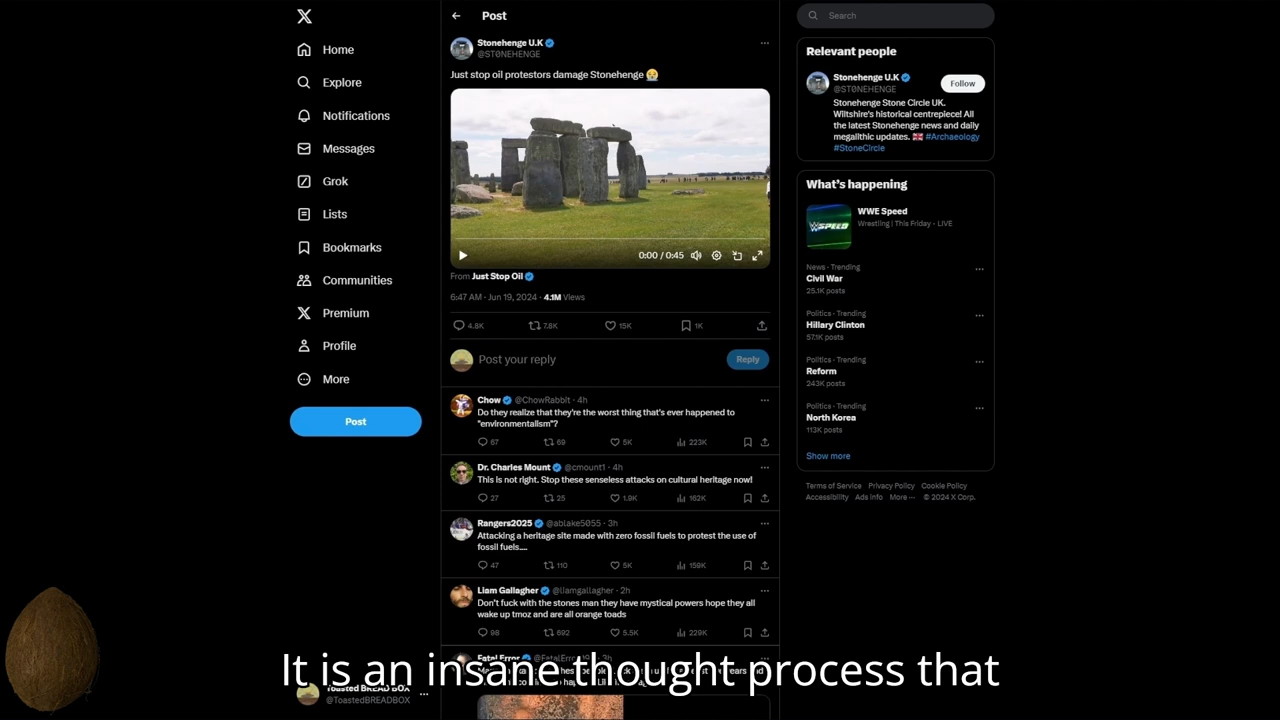 Home
Explore
Notifications
Messages
Grok
Lists
Bookmarks
Communities
Premium
Profile
More
Post
Toasted BREAD BOX
@ToastedBREADBOX
Post
Stonehenge U.K
@ST0NEHENGE
Just stop oil protestors damage Stonehenge 😭
0:00 / 0:45
From Just Stop Oil
6:47 AM · Jun 19, 2024 · 4.1M Views
4.8K 7.8K 15K 1K
Post your reply
Reply
Chow @ChowRabbit · 4h
Do they realize that they're the worst thing that's ever happened to
"environmentalism"?
67 69 5K 223K
Dr. Charles Mount @cmount1 · 4h
This is not right. Stop these senseless attacks on cultural heritage now!
27 25 1.9K 162K
Rangers2025 @ablake5055 · 3h
Attacking a heritage site made with zero fossil fuels to protest the use of
fossil fuels....
47 110 5K 159K
Liam Gallagher @liamgallagher · 2h
Don't fuck with the stones man they have mystical powers hope they all
wake up tmoz and are all orange toads
98 692 5.5K 229K
Fatal Error
It is an insane thought process that
Search
Relevant people
Stonehenge U.K
@ST0NEHENGE
Follow
Stonehenge Stone Circle UK.
Wiltshire's historical centrepiece! All
the latest Stonehenge news and daily
megalithic updates. 🇬🇧 #Archaeology
#StoneCircle
What's happening
WWE Speed
Wrestling | This Friday - LIVE
WWE SPEED
News · Trending
Civil War
25.1K posts
Politics · Trending
Hillary Clinton
57.1K posts
Politics · Trending
Reform
243K posts
Politics · Trending
North Korea
113K posts
Show more
Terms of Service Privacy Policy Cookie Policy
Accessibility Ads info More ··· © 2024 X Corp.